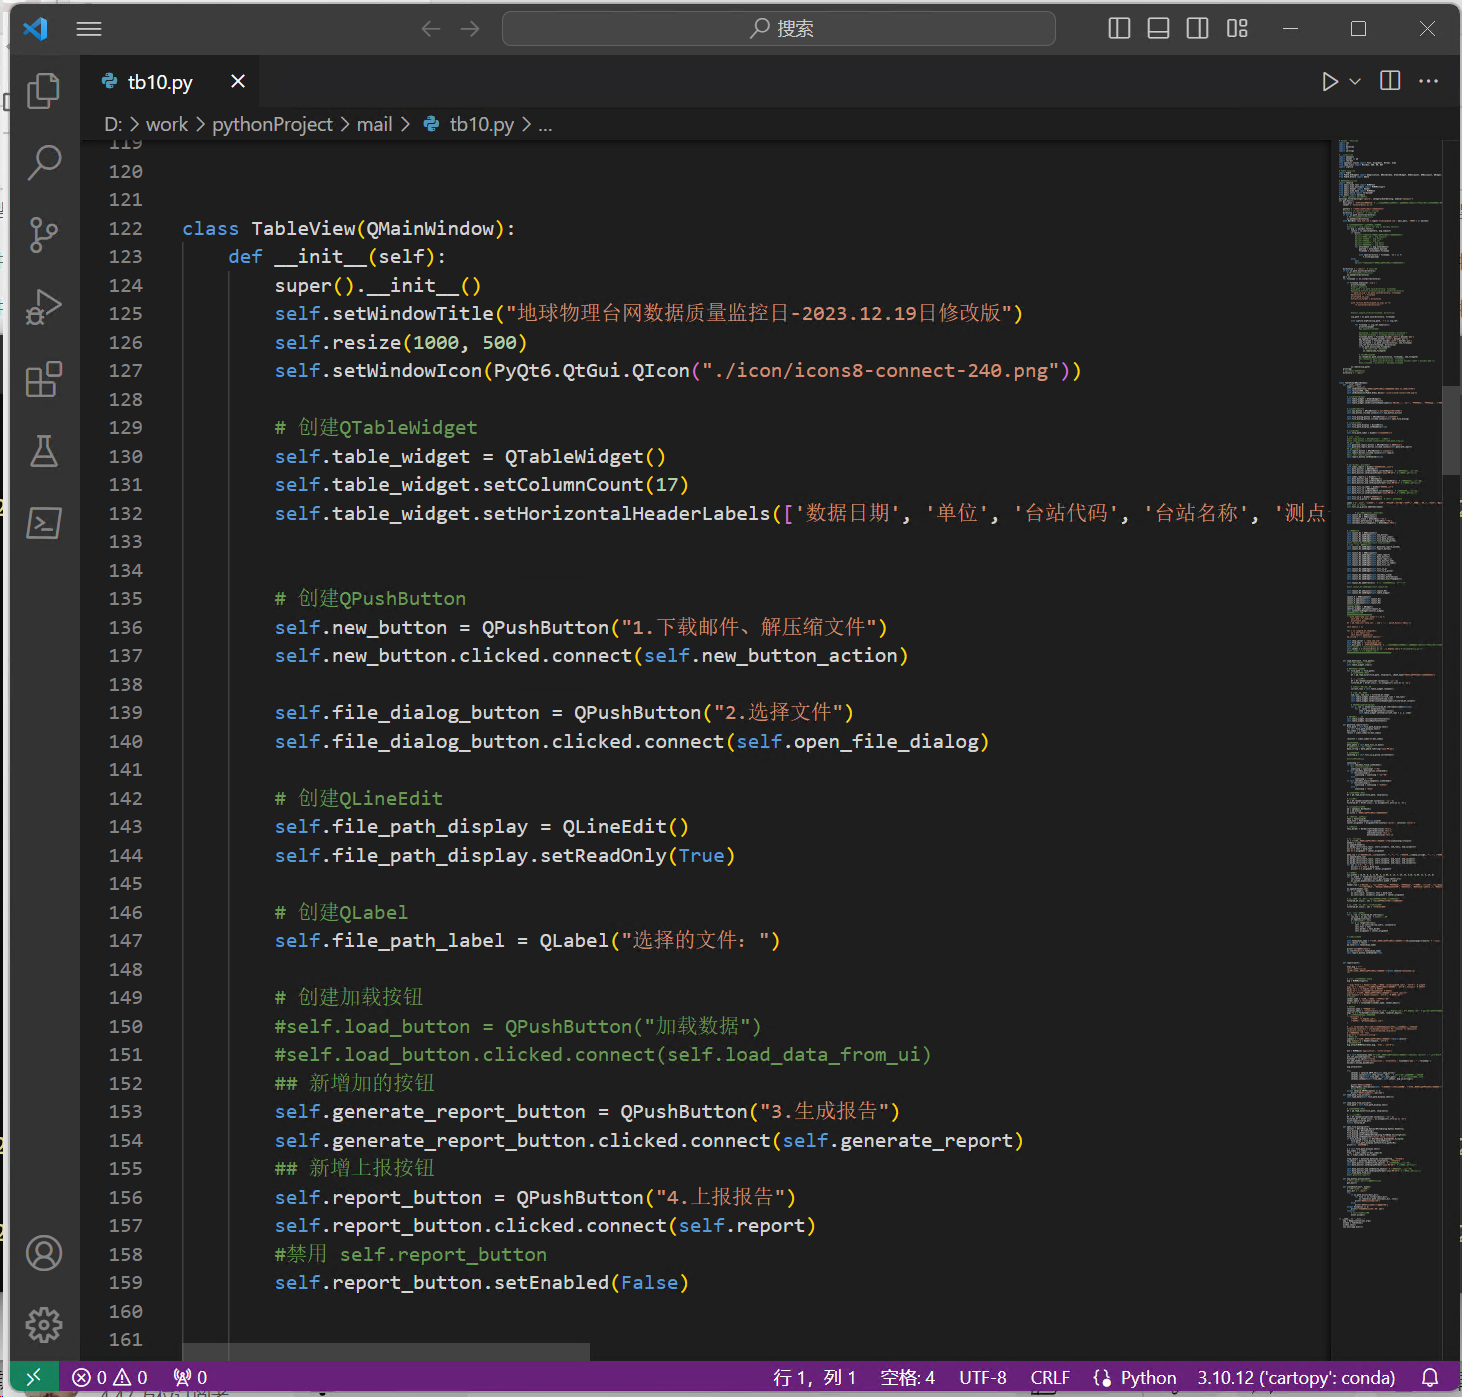 搜索
tb10.py
D: > work > pythonProject > mail > tb10.py > ...
119
120
121
122 class TableView(QMainWindow):
123 def __init__(self):
124 super().__init__()
125 self.setWindowTitle("地球物理台网数据质量监控日-2023.12.19日修改版")
126 self.resize(1000, 500)
127 self.setWindowIcon(PyQt6.QtGui.QIcon("./icon/icons8-connect-240.png"))
128
129 # 创建QTableWidget
130 self.table_widget = QTableWidget()
131 self.table_widget.setColumnCount(17)
132 self.table_widget.setHorizontalHeaderLabels(['数据日期', '单位', '台站代码', '台站名称', '测点
133
134
135 # 创建QPushButton
136 self.new_button = QPushButton("1.下载邮件、解压缩文件")
137 self.new_button.clicked.connect(self.new_button_action)
138
139 self.file_dialog_button = QPushButton("2.选择文件")
140 self.file_dialog_button.clicked.connect(self.open_file_dialog)
141
142 # 创建QLineEdit
143 self.file_path_display = QLineEdit()
144 self.file_path_display.setReadOnly(True)
145
146 # 创建QLabel
147 self.file_path_label = QLabel("选择的文件：")
148
149 # 创建加载按钮
150 #self.load_button = QPushButton("加载数据")
151 #self.load_button.clicked.connect(self.load_data_from_ui)
152 ## 新增加的按钮
153 self.generate_report_button = QPushButton("3.生成报告")
154 self.generate_report_button.clicked.connect(self.generate_report)
155 ## 新增上报按钮
156 self.report_button = QPushButton("4.上报报告")
157 self.report_button.clicked.connect(self.report)
158 #禁用 self.report_button
159 self.report_button.setEnabled(False)
160
161
0 0 0 行 1，列 1 空格: 4 UTF-8 CRLF Python 3.10.12 ('cartopy': conda)